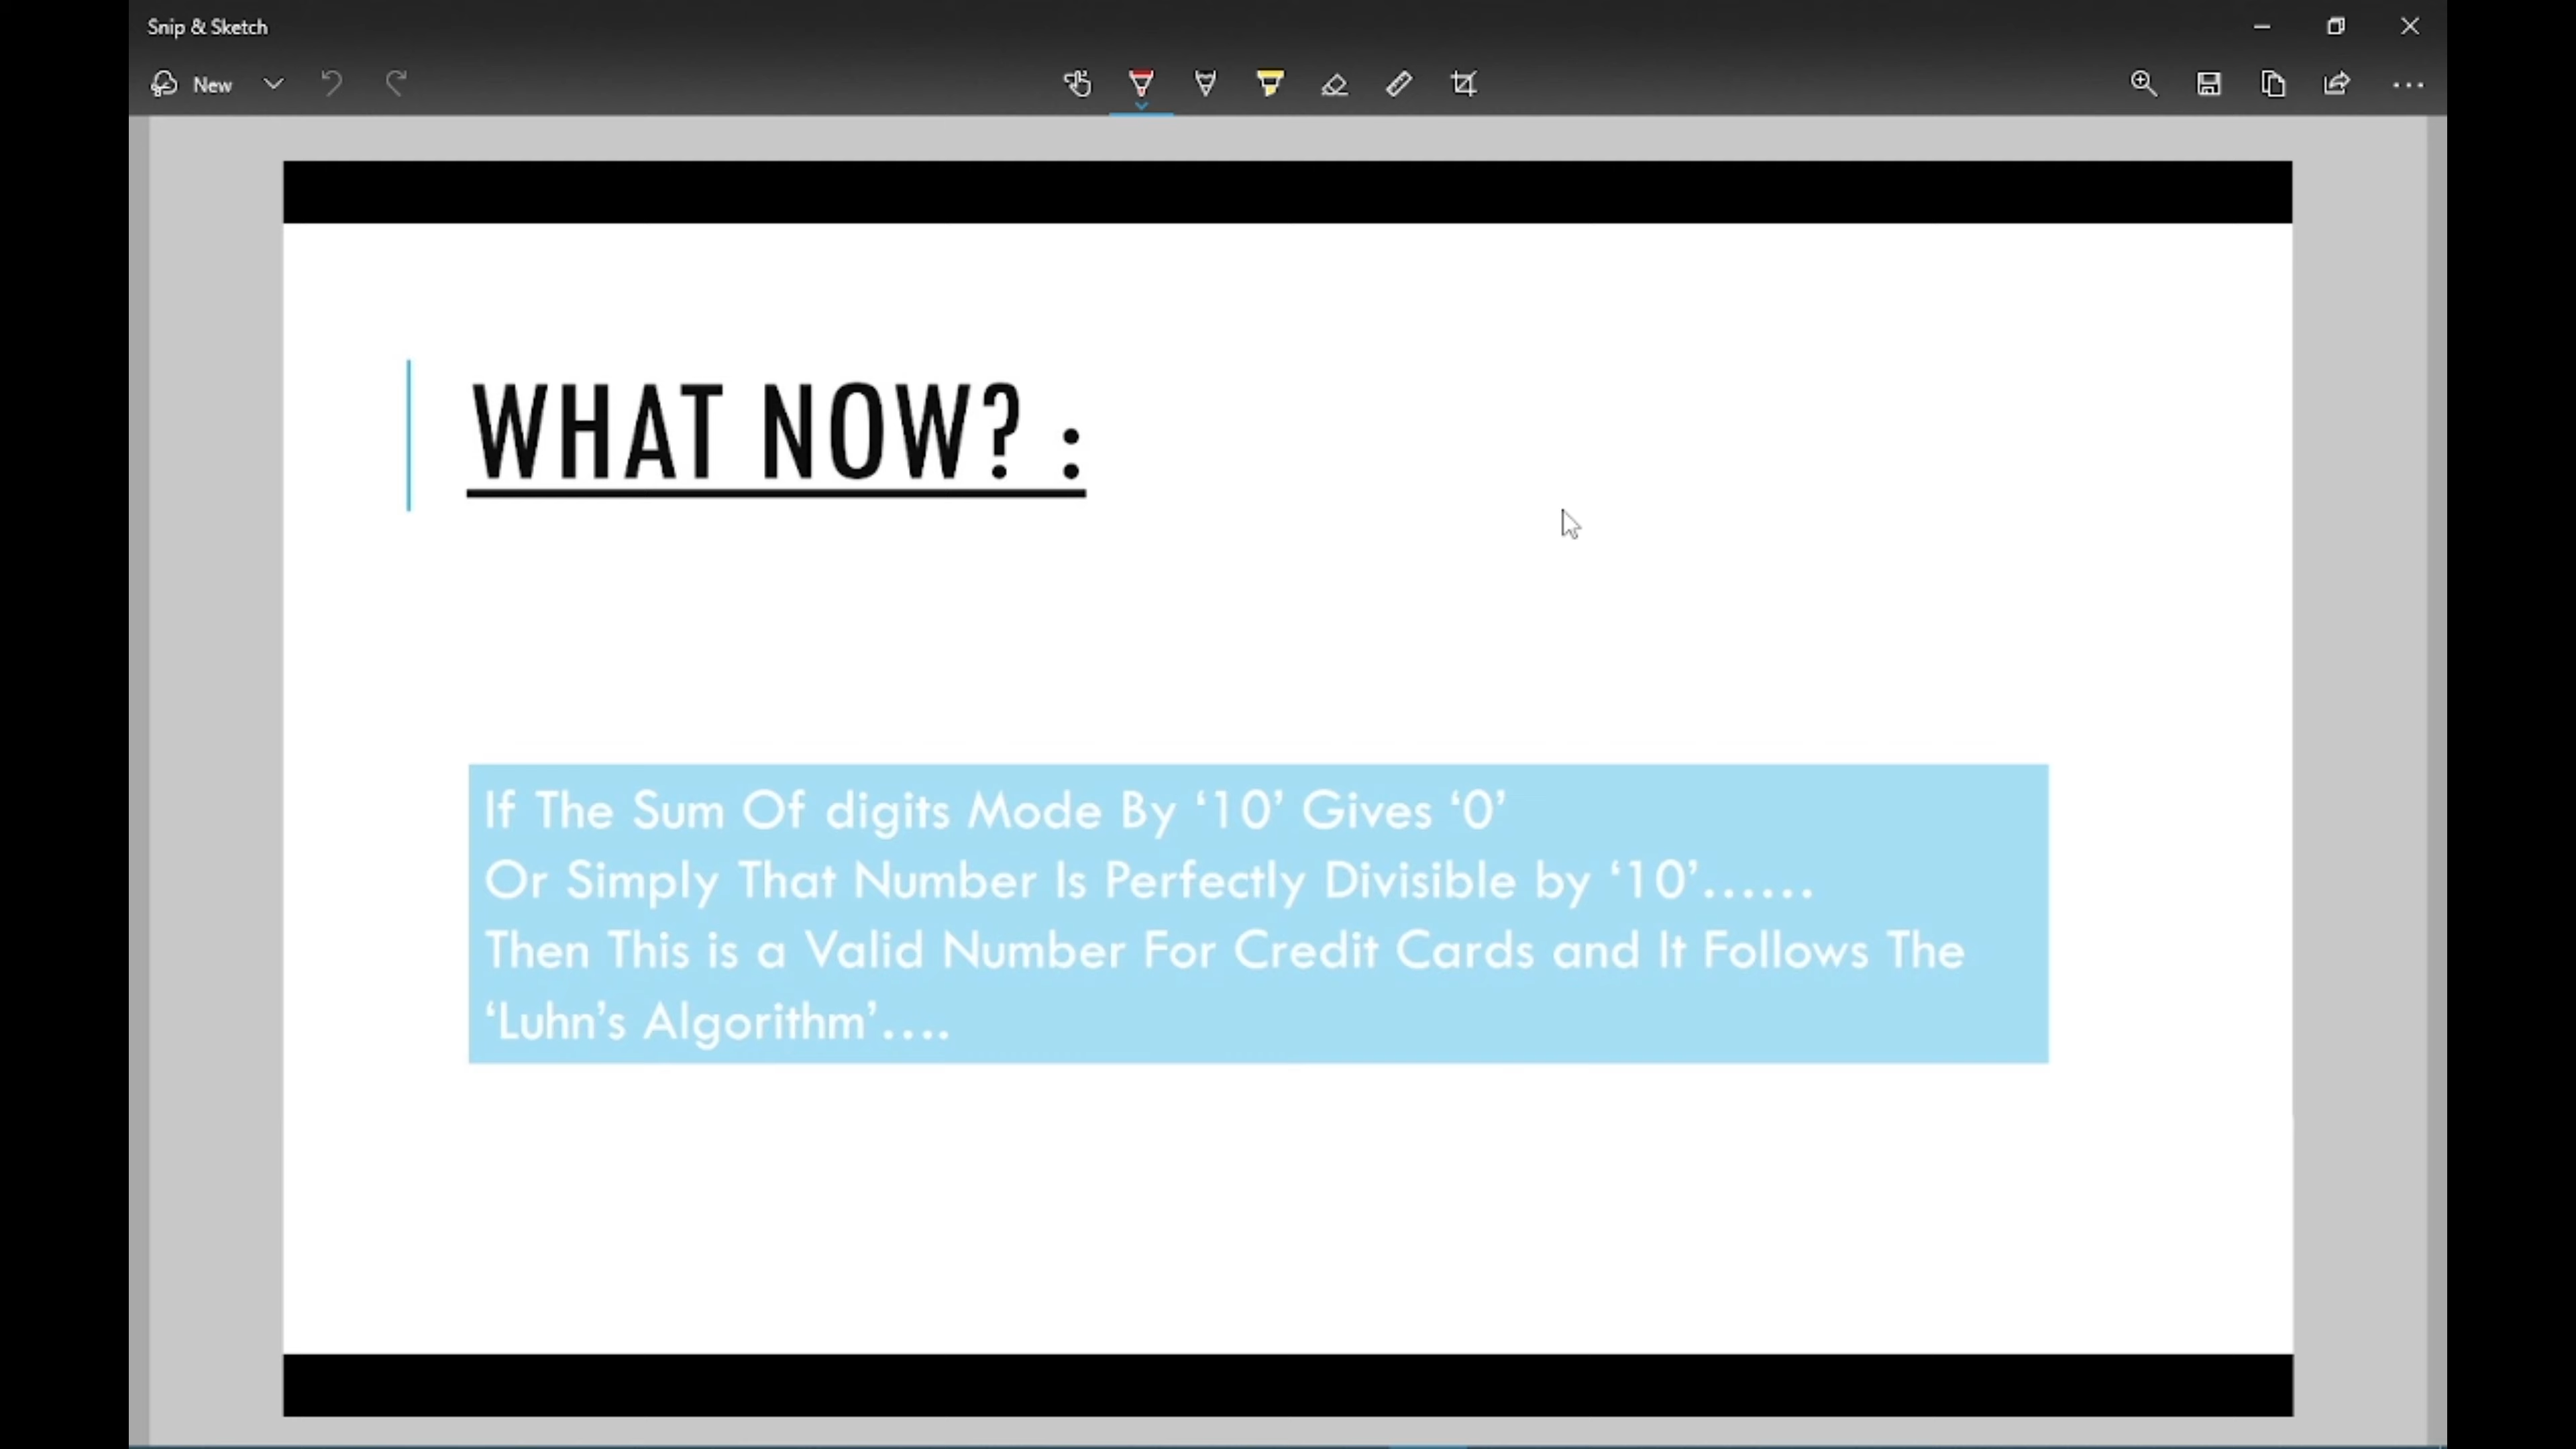 Snip & Sketch
New
WHAT NOW? :
If The Sum Of digits Mode By ‘10’ Gives ‘0’
Or Simply That Number Is Perfectly Divisible by ‘10’......
Then This is a Valid Number For Credit Cards and It Follows The
‘Luhn’s Algorithm’....